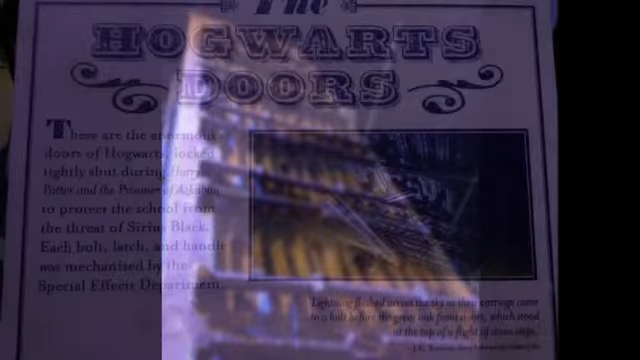 The
HOGWARTS
DOORS
These are the enormous
doors of Hogwarts, locked
tightly shut during Harry
Potter and the Prisoner of Azkaban
to protect the school from
the threat of Sirius Black.
Each bolt, latch, and handle
was mechanised by the
Special Effects Department.
Lightning flashed across the sky as their carriage came
to a halt before the great oak front doors, which stood
at the top of a flight of stone steps.
J.K. Rowling,